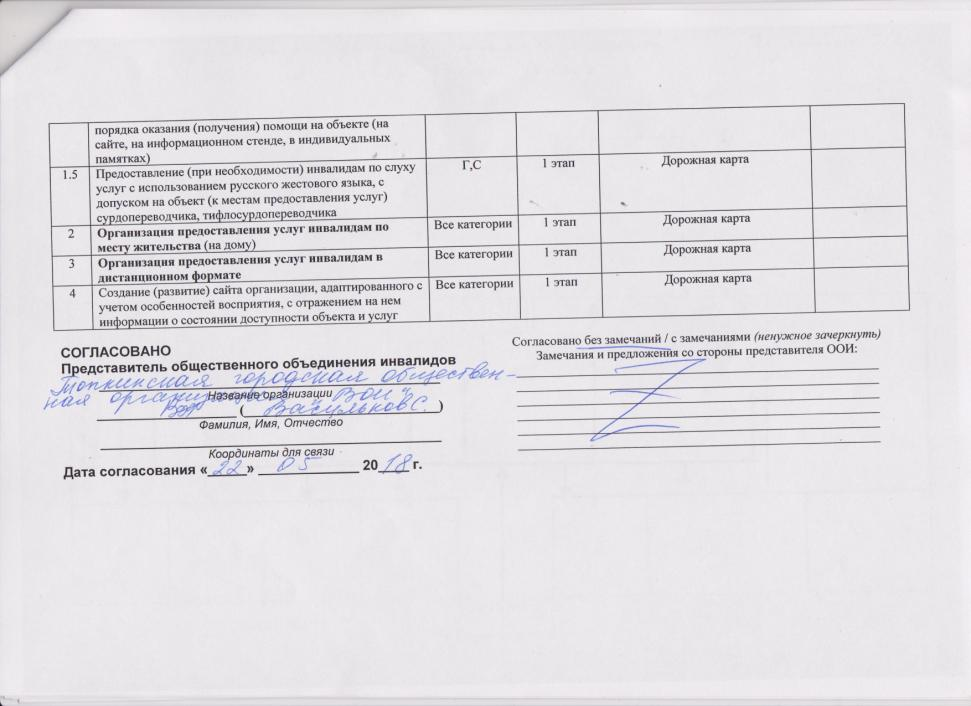 порядка оказания (получения) помощи на объекте (на
сайте, на информационном стенде, в индивидуальных
памятках)
1.5 Предоставление (при необходимости) инвалидам по слуху Г,С 1 этап Дорожная карта
услуг с использованием русского жестового языка, с
допуском на объект (к местам предоставления услуг)
сурдопереводчика, тифлосурдопереводчика
2 Организация предоставления услуг инвалидам по Все категории 1 этап Дорожная карта
месту жительства (на дому)
3 Организация предоставления услуг инвалидам в Все категории 1 этап Дорожная карта
дистанционном формате
4 Создание (развитие) сайта организации, адаптированного с Все категории 1 этап Дорожная карта
учетом особенностей восприятия, с отражением на нем
информации о состоянии доступности объекта и услуг
СОГЛАСОВАНО
Представитель общественного объединения инвалидов
Топкинская городская обществен-
ная организация ВОИ"
Название организации
( Васильков С. )
Фамилия, Имя, Отчество
Координаты для связи
Дата согласования «22» 05 2018 г.
Согласовано без замечаний / с замечаниями (ненужное зачеркнуть)
Замечания и предложения со стороны представителя ООИ: